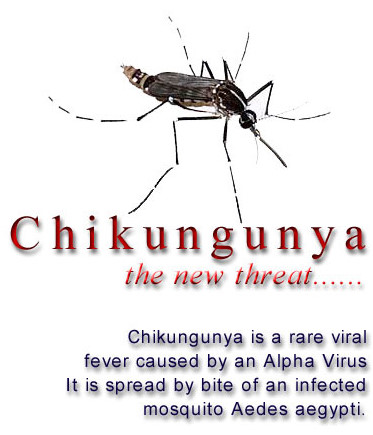 Chikungunya
the new threat......
Chikungunya is a rare viral
fever caused by an Alpha Virus
It is spread by bite of an infected
mosquito Aedes aegypti.